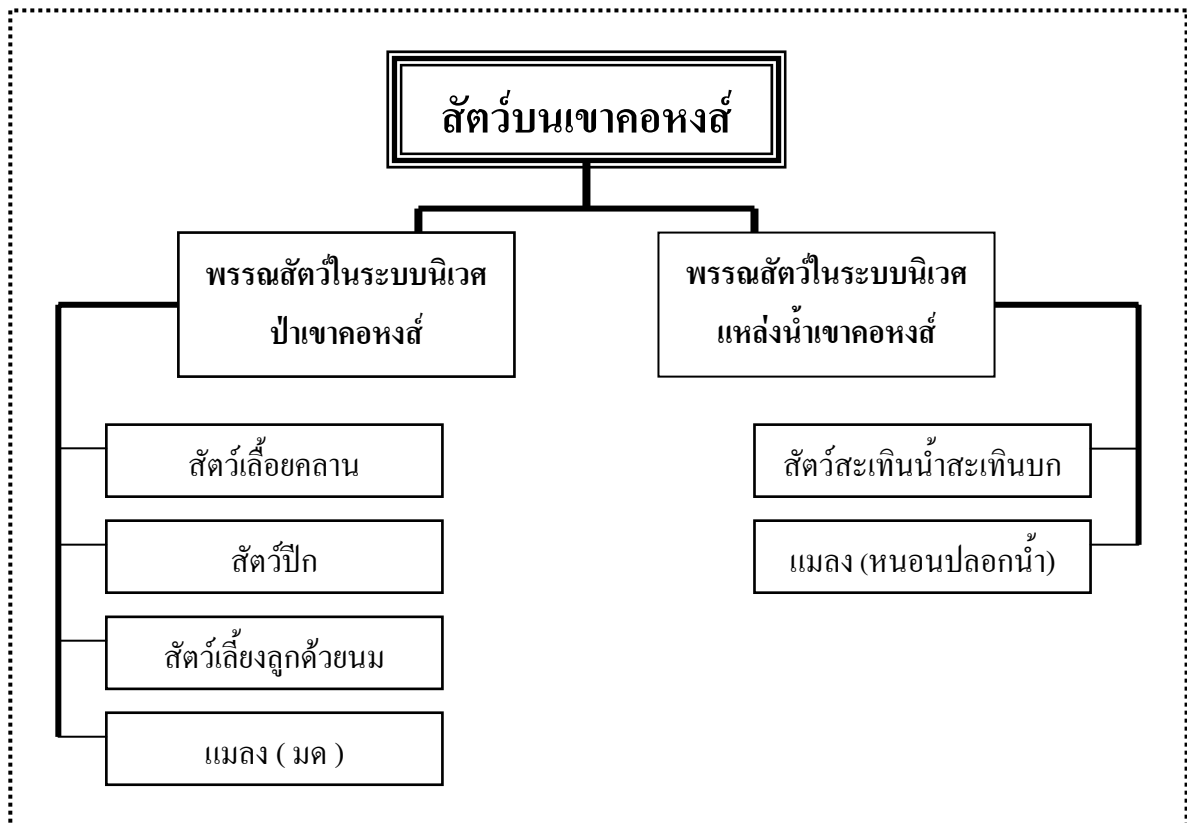 สัตว์บนเขาคอหงส์
พรรณสัตว์ในระบบนิเวศ
ป่าเขาคอหงส์
พรรณสัตว์ในระบบนิเวศ
แหล่งน้ำเขาคอหงส์
สัตว์เลื้อยคลาน
สัตว์ปีก
สัตว์เลี้ยงลูกด้วยนม
แมลง ( มด )
สัตว์สะเทินน้ำสะเทินบก
แมลง (หนอนปลอกน้ำ)